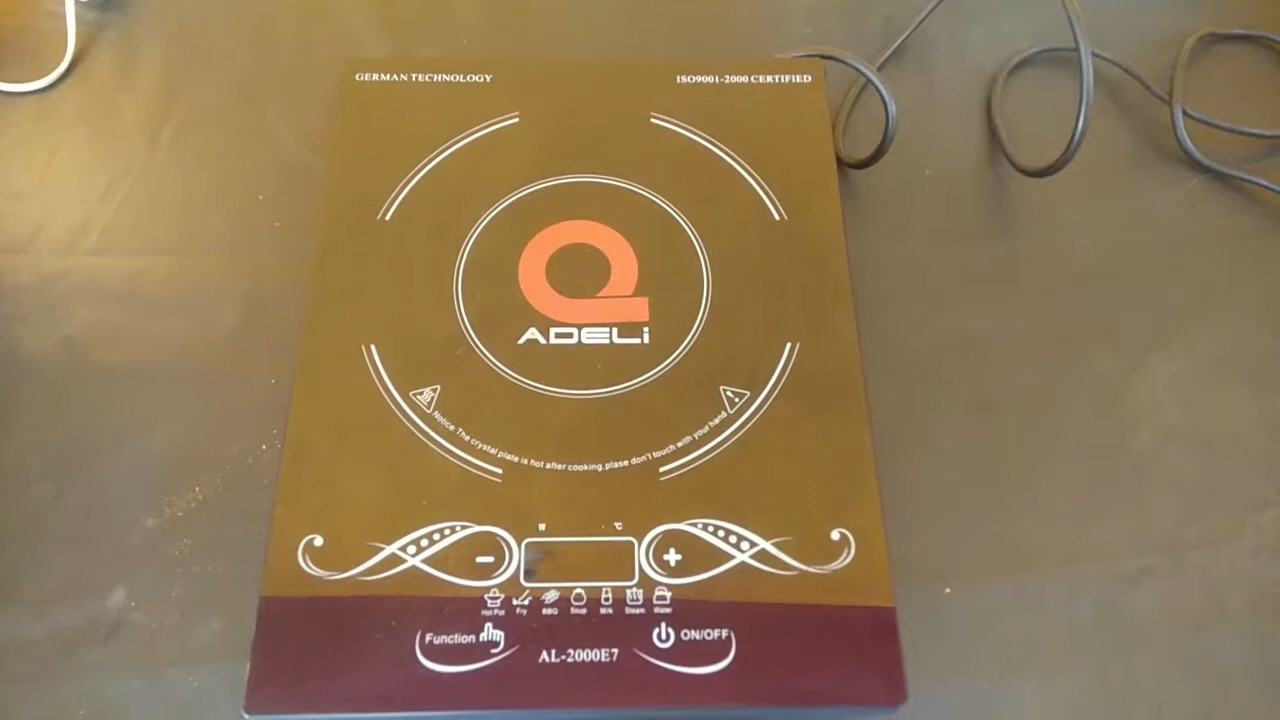 GERMAN TECHNOLOGY
ISO9001-2000 CERTIFIED
ADELi
Notice.The crystal plate is hot after cooking.plase don't touch with your hand
W
℃
-
+
Hot Pot
Fry
BBQ
Soup
Milk
Steam
Water
Function
ON/OFF
AL-2000E7